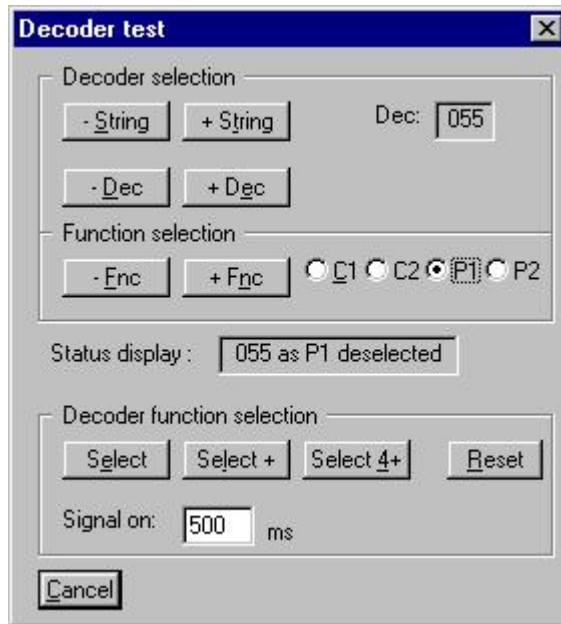 Decoder test
Decoder selection
- String + String Dec: 055
- Dec + Dec
Function selection
- Fnc + Fnc C1 C2 P1 P2
Status display : 055 as P1 deselected
Decoder function selection
Select Select + Select 4+ Reset
Signal on: 500 ms
Cancel